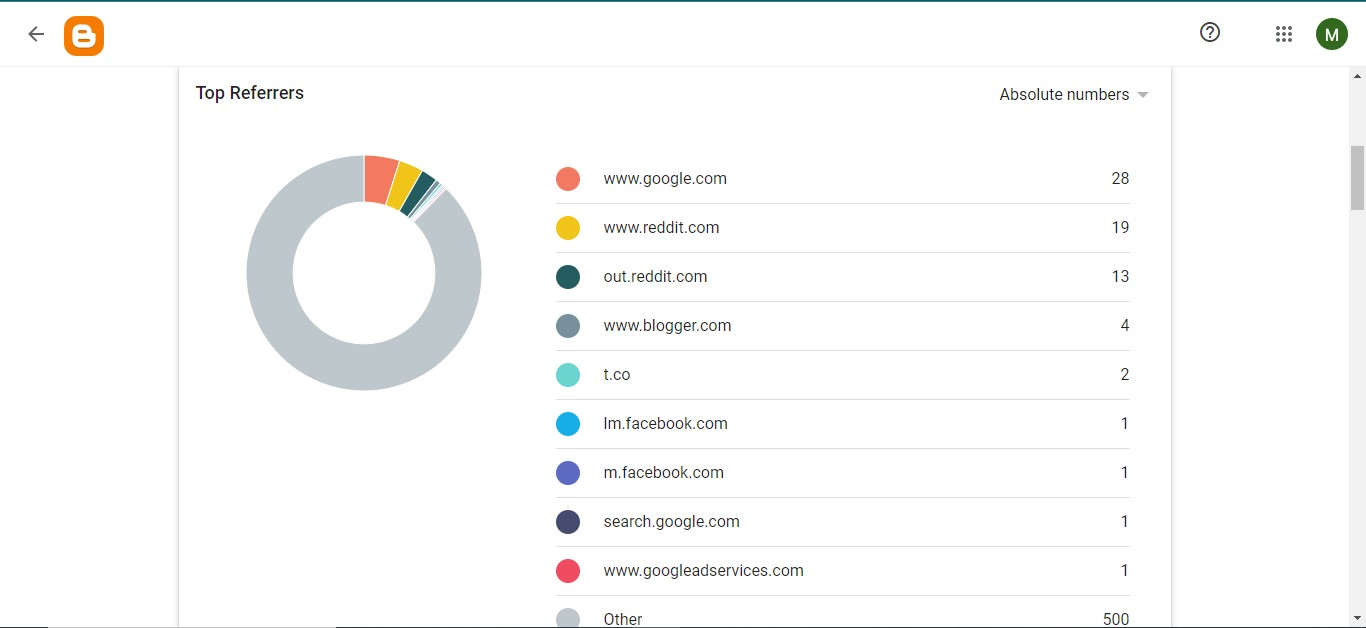 M
Top Referrers
Absolute numbers
www.google.com 28
www.reddit.com 19
out.reddit.com 13
www.blogger.com 4
t.co 2
lm.facebook.com 1
m.facebook.com 1
search.google.com 1
www.googleadservices.com 1
Other 500